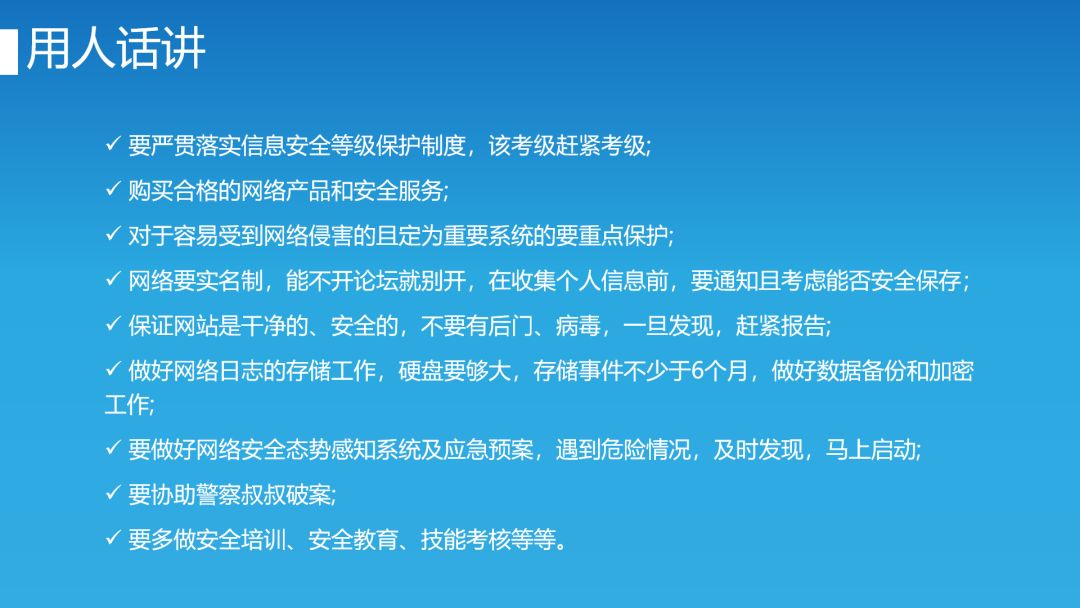 用人话讲
✓ 要严贯落实信息安全等级保护制度，该考级赶紧考级;
✓ 购买合格的网络产品和安全服务;
✓ 对于容易受到网络侵害的且定为重要系统的要重点保护;
✓ 网络要实名制，能不开论坛就别开，在收集个人信息前，要通知且考虑能否安全保存；
✓ 保证网站是干净的、安全的，不要有后门、病毒，一旦发现，赶紧报告;
✓ 做好网络日志的存储工作，硬盘要够大，存储事件不少于6个月，做好数据备份和加密
工作;
✓ 要做好网络安全态势感知系统及应急预案，遇到危险情况，及时发现，马上启动;
✓ 要协助警察叔叔破案;
✓ 要多做安全培训、安全教育、技能考核等等。